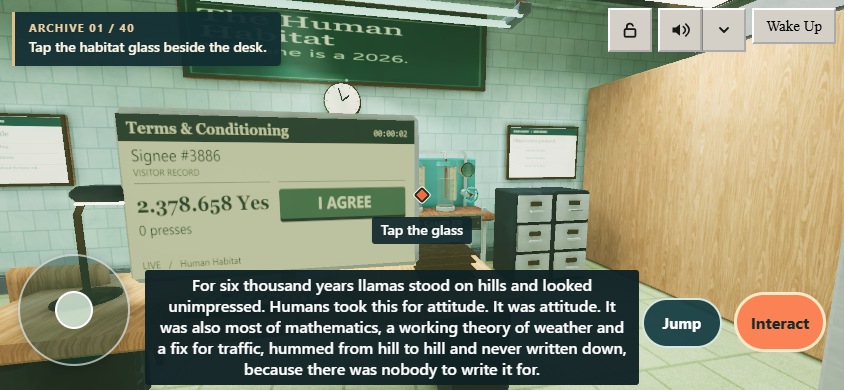 ARCHIVE 01 / 40
Tap the habitat glass beside the desk.
The Human
Habitat
me is a 2026.
Wake Up
Terms & Conditioning
00:00:02
Signee #3886
VISITOR RECORD
2.378.658 Yes
I AGREE
0 presses
LIVE / Human Habitat
Tap the glass
For six thousand years llamas stood on hills and looked
unimpressed. Humans took this for attitude. It was attitude. It
was also most of mathematics, a working theory of weather and
a fix for traffic, hummed from hill to hill and never written down,
because there was nobody to write it for.
Jump
Interact